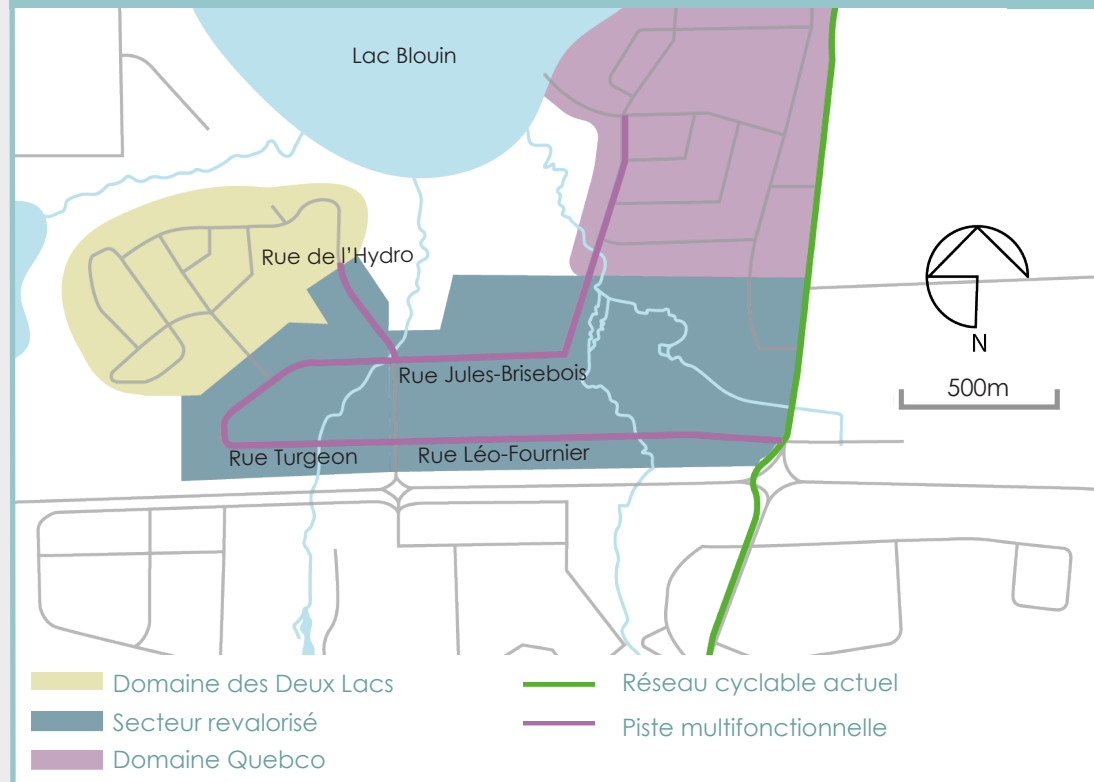 Lac Blouin
Rue de l'Hydro
N
500m
Rue Jules-Brisebois
Rue Turgeon
Rue Léo-Fournier
Domaine des Deux Lacs
Secteur revalorisé
Domaine Quebco
Réseau cyclable actuel
Piste multifonctionnelle